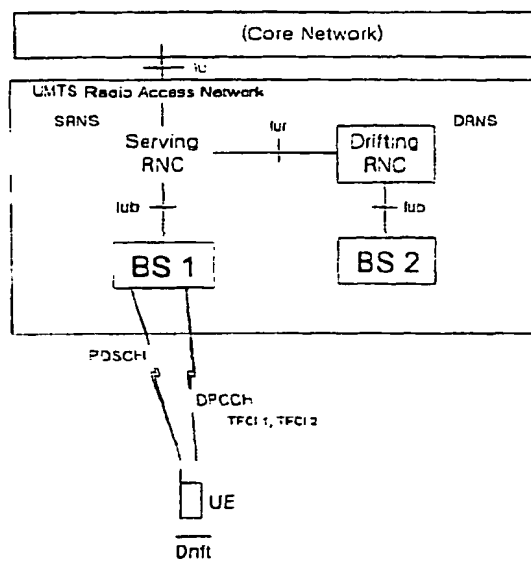 (Core Network)
Iu
UMTS Radio Access Network
SRNS
DRNS
Serving
RNC
Iur
Drifting
RNC
Iub
Iub
BS 1
BS 2
PDSCH
DPCCH
TFCI 1, TFCI 2
UE
Drift